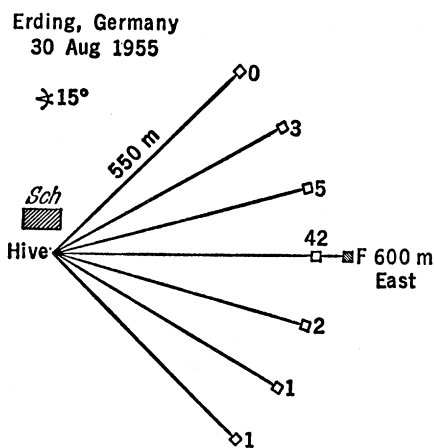 Erding, Germany
30 Aug 1955
15°
0
3
550 m
5
Sch
42
Hive
F 600 m
East
2
1
1